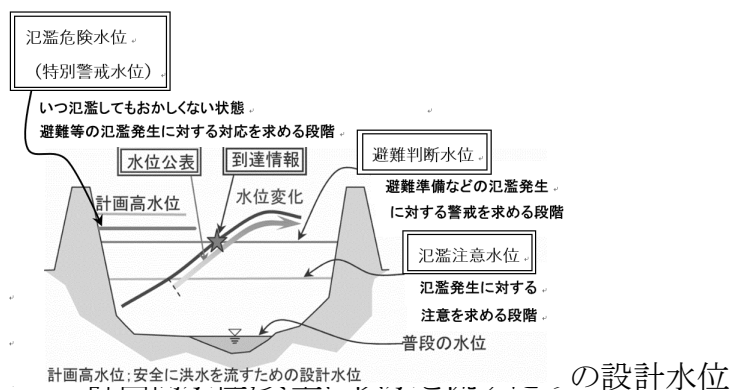 氾濫危険水位
（特別警戒水位）
いつ氾濫してもおかしくない状態
避難等の氾濫発生に対する対応を求める段階
水位公表
到達情報
避難判断水位
避難準備などの氾濫発生
に対する警戒を求める段階
計画高水位
水位変化
氾濫注意水位
氾濫発生に対する
注意を求める段階
普段の水位
計画高水位;安全に洪水を流すための設計水位
の設計水位